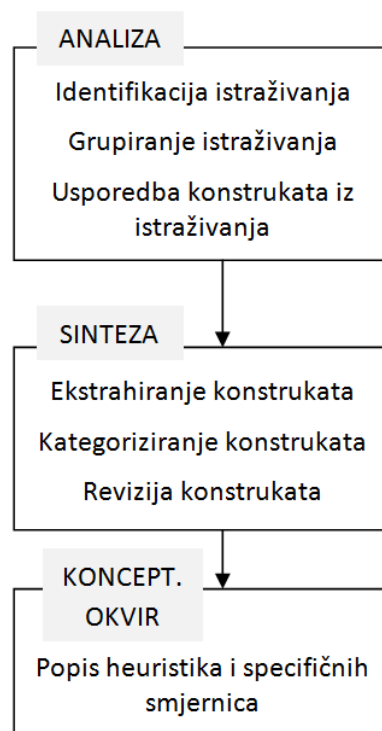 ANALIZA
Identifikacija istraživanja
Grupiranje istraživanja
Usporedba konstrukata iz
istraživanja
SINTEZA
Ekstrahiranje konstrukata
Kategoriziranje konstrukata
Revizija konstrukata
KONCEPT.
OKVIR
Popis heuristika i specifičnih
smjernica